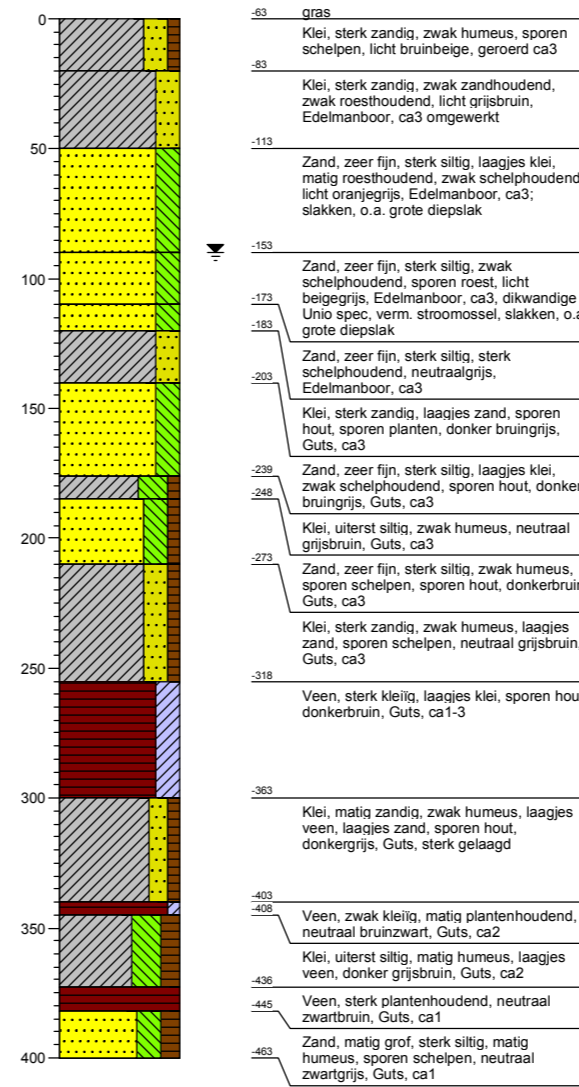 0
-63 gras
Klei, sterk zandig, zwak humeus, sporen
schelpen, licht bruinbeige, geroerd ca3
-83
Klei, sterk zandig, zwak zandhoudend,
zwak roesthoudend, licht grijsbruin,
Edelmanboor, ca3 omgewerkt
50
-113
Zand, zeer fijn, sterk siltig, laagjes klei,
matig roesthoudend, zwak schelphoudend
licht oranjegrijs, Edelmanboor, ca3;
slakken, o.a. grote diepslak
-153
100
Zand, zeer fijn, sterk siltig, zwak
schelphoudend, sporen roest, licht
beigegrijs, Edelmanboor, ca3, dikwandige
Unio spec, verm. stroomossel, slakken, o.a
grote diepslak
-173
-183
Zand, zeer fijn, sterk siltig, sterk
schelphoudend, neutraalgrijs,
Edelmanboor, ca3
-203
150
Klei, sterk zandig, laagjes zand, sporen
hout, sporen planten, donker bruingrijs,
Guts, ca3
-239
Zand, zeer fijn, sterk siltig, laagjes klei,
zwak schelphoudend, sporen hout, donker
bruingrijs, Guts, ca3
-248
200
Klei, uiterst siltig, zwak humeus, neutraal
grijsbruin, Guts, ca3
-273
Zand, zeer fijn, sterk siltig, zwak humeus,
sporen schelpen, sporen hout, donkerbruin
Guts, ca3
250
Klei, sterk zandig, zwak humeus, laagjes
zand, sporen schelpen, neutraal grijsbruin,
Guts, ca3
-318
Veen, sterk kleiïg, laagjes klei, sporen hou
donkerbruin, Guts, ca1-3
300
-363
Klei, matig zandig, zwak humeus, laagjes
veen, laagjes zand, sporen hout,
donkergrijs, Guts, sterk gelaagd
-403
-408
350
Veen, zwak kleiïg, matig plantenhoudend,
neutraal bruinzwart, Guts, ca2
Klei, uiterst siltig, matig humeus, laagjes
veen, donker grijsbruin, Guts, ca2
-436
-445
Veen, sterk plantenhoudend, neutraal
zwartbruin, Guts, ca1
400
-463
Zand, matig grof, sterk siltig, matig
humeus, sporen schelpen, neutraal
zwartgrijs, Guts, ca1